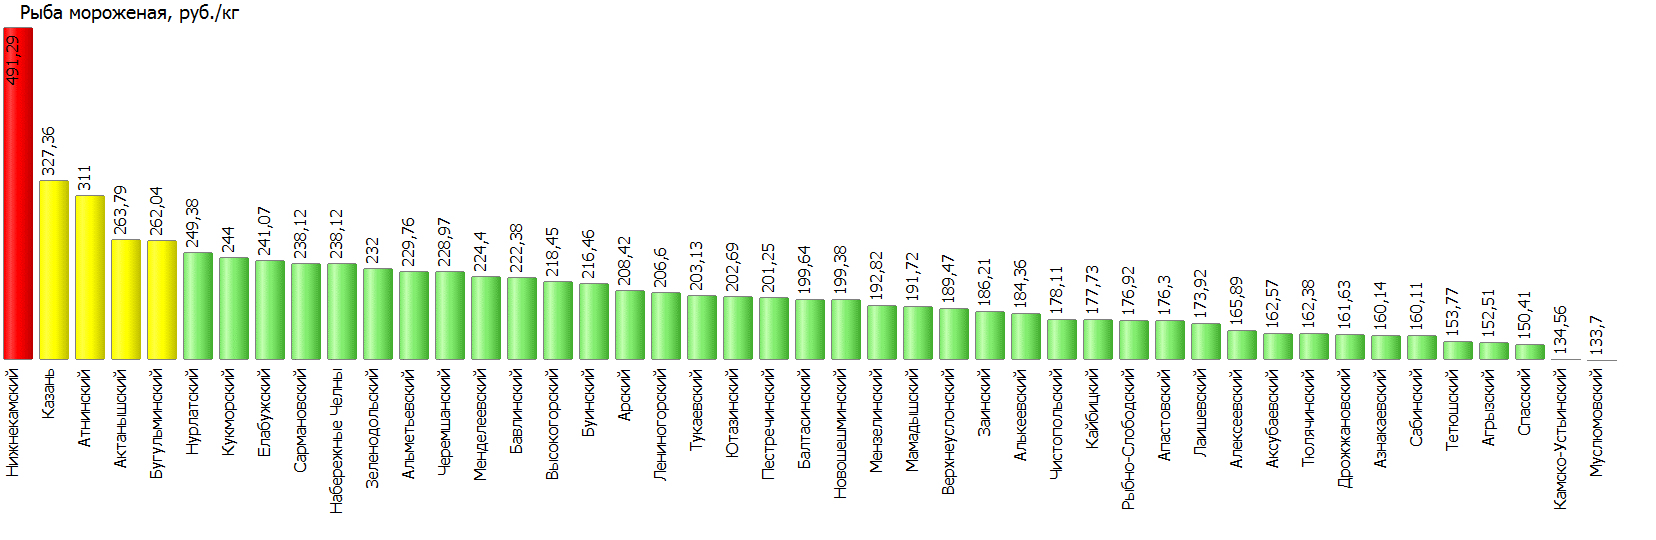 Рыба мороженая, руб./кг
491,29
327,36
311
263,79
262,04
249,38
244
241,07
238,12
238,12
232
229,76
228,97
224,4
222,38
218,45
216,46
208,42
206,6
203,13
202,69
201,25
199,64
199,38
192,82
191,72
189,47
186,21
184,36
178,11
177,73
176,92
176,3
173,92
165,89
162,57
162,38
161,63
160,14
160,11
153,77
152,51
150,41
134,56
133,7
Нижнекамский
Казань
Атнинский
Актанышский
Бугульминский
Нурлатский
Кукморский
Елабужский
Сармановский
Набережные Челны
Зеленодольский
Альметьевский
Черемшанский
Менделеевский
Бавлинский
Высокогорский
Буинский
Арский
Лениногорский
Тукаевский
Ютазинский
Пестречинский
Балтасинский
Новошешминский
Мензелинский
Мамадышский
Верхнеуслонский
Заинский
Алькеевский
Чистопольский
Кайбицкий
Рыбно-Слободский
Апастовский
Лаишевский
Алексеевский
Аксубаевский
Тюлячинский
Дрожжановский
Азнакаевский
Сабинский
Тетюшский
Агрызский
Спасский
Камско-Устьинский
Муслюмовский